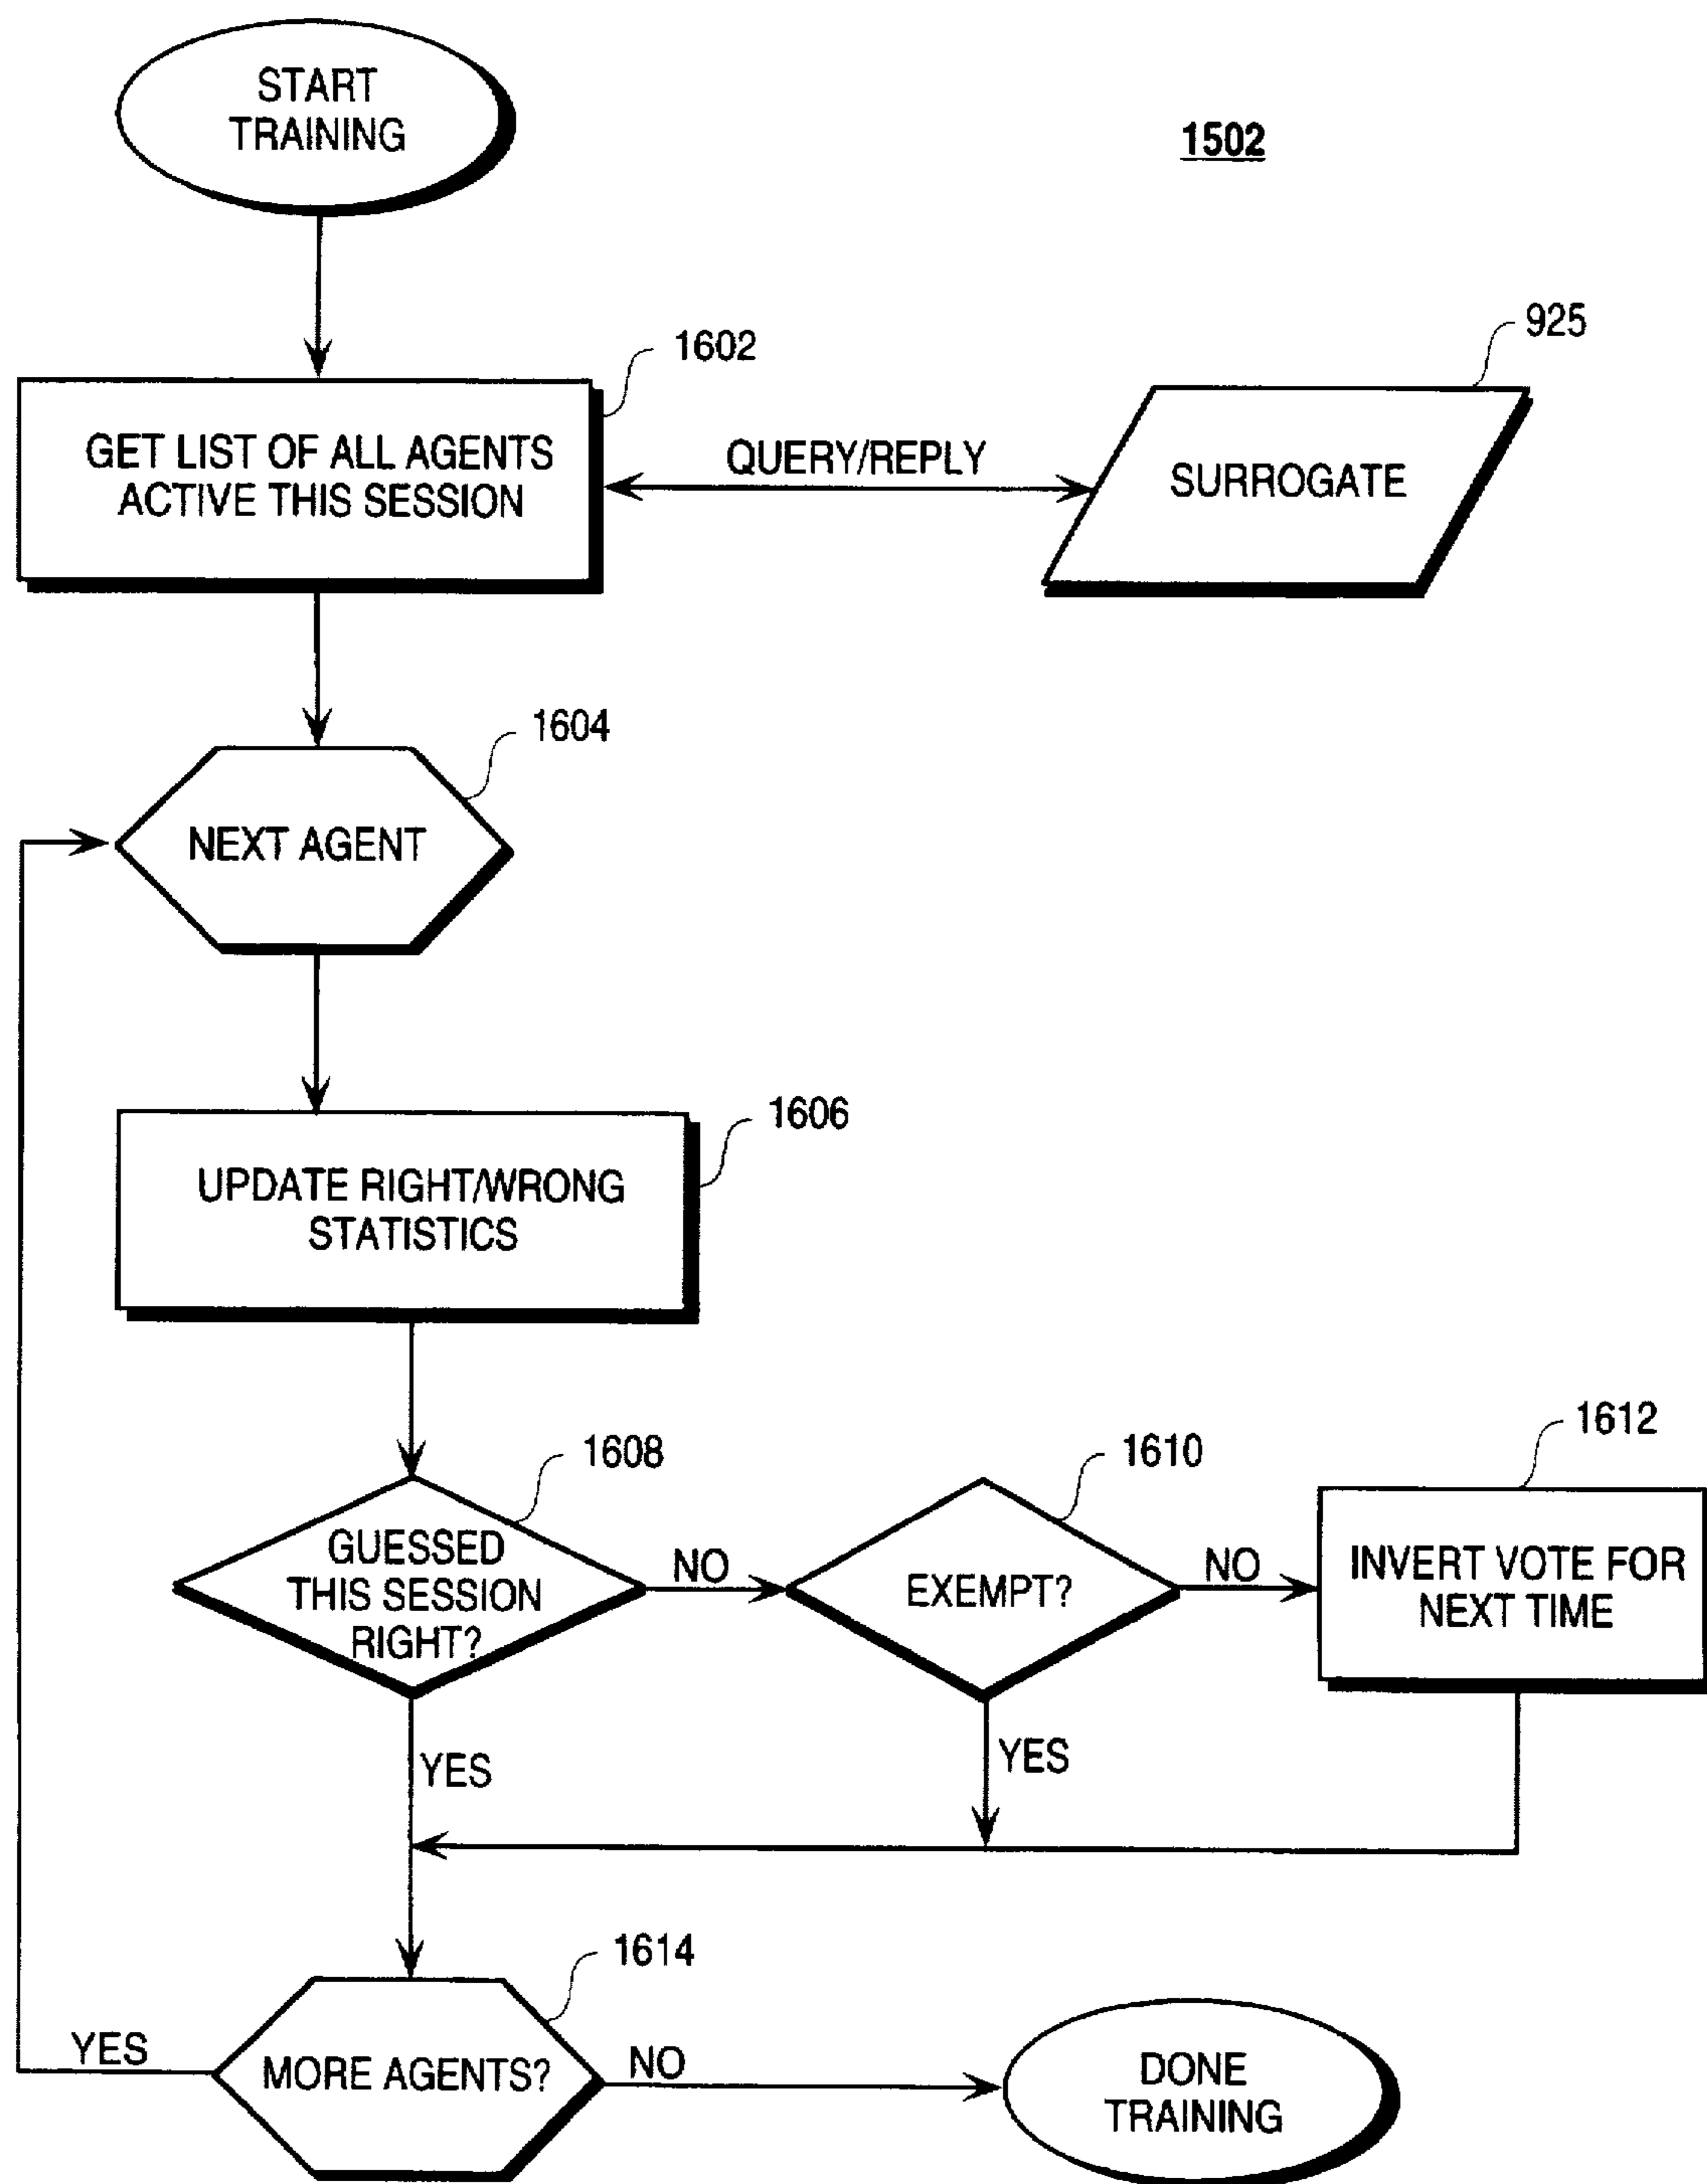 START
TRAINING
1502
1602
925
GET LIST OF ALL AGENTS
ACTIVE THIS SESSION
QUERY/REPLY
SURROGATE
1604
NEXT AGENT
1606
UPDATE RIGHT/WRONG
STATISTICS
1608
1610
1612
GUESSED
THIS SESSION
RIGHT?
NO
EXEMPT?
NO
INVERT VOTE FOR
NEXT TIME
YES
YES
1614
YES
MORE AGENTS?
NO
DONE
TRAINING